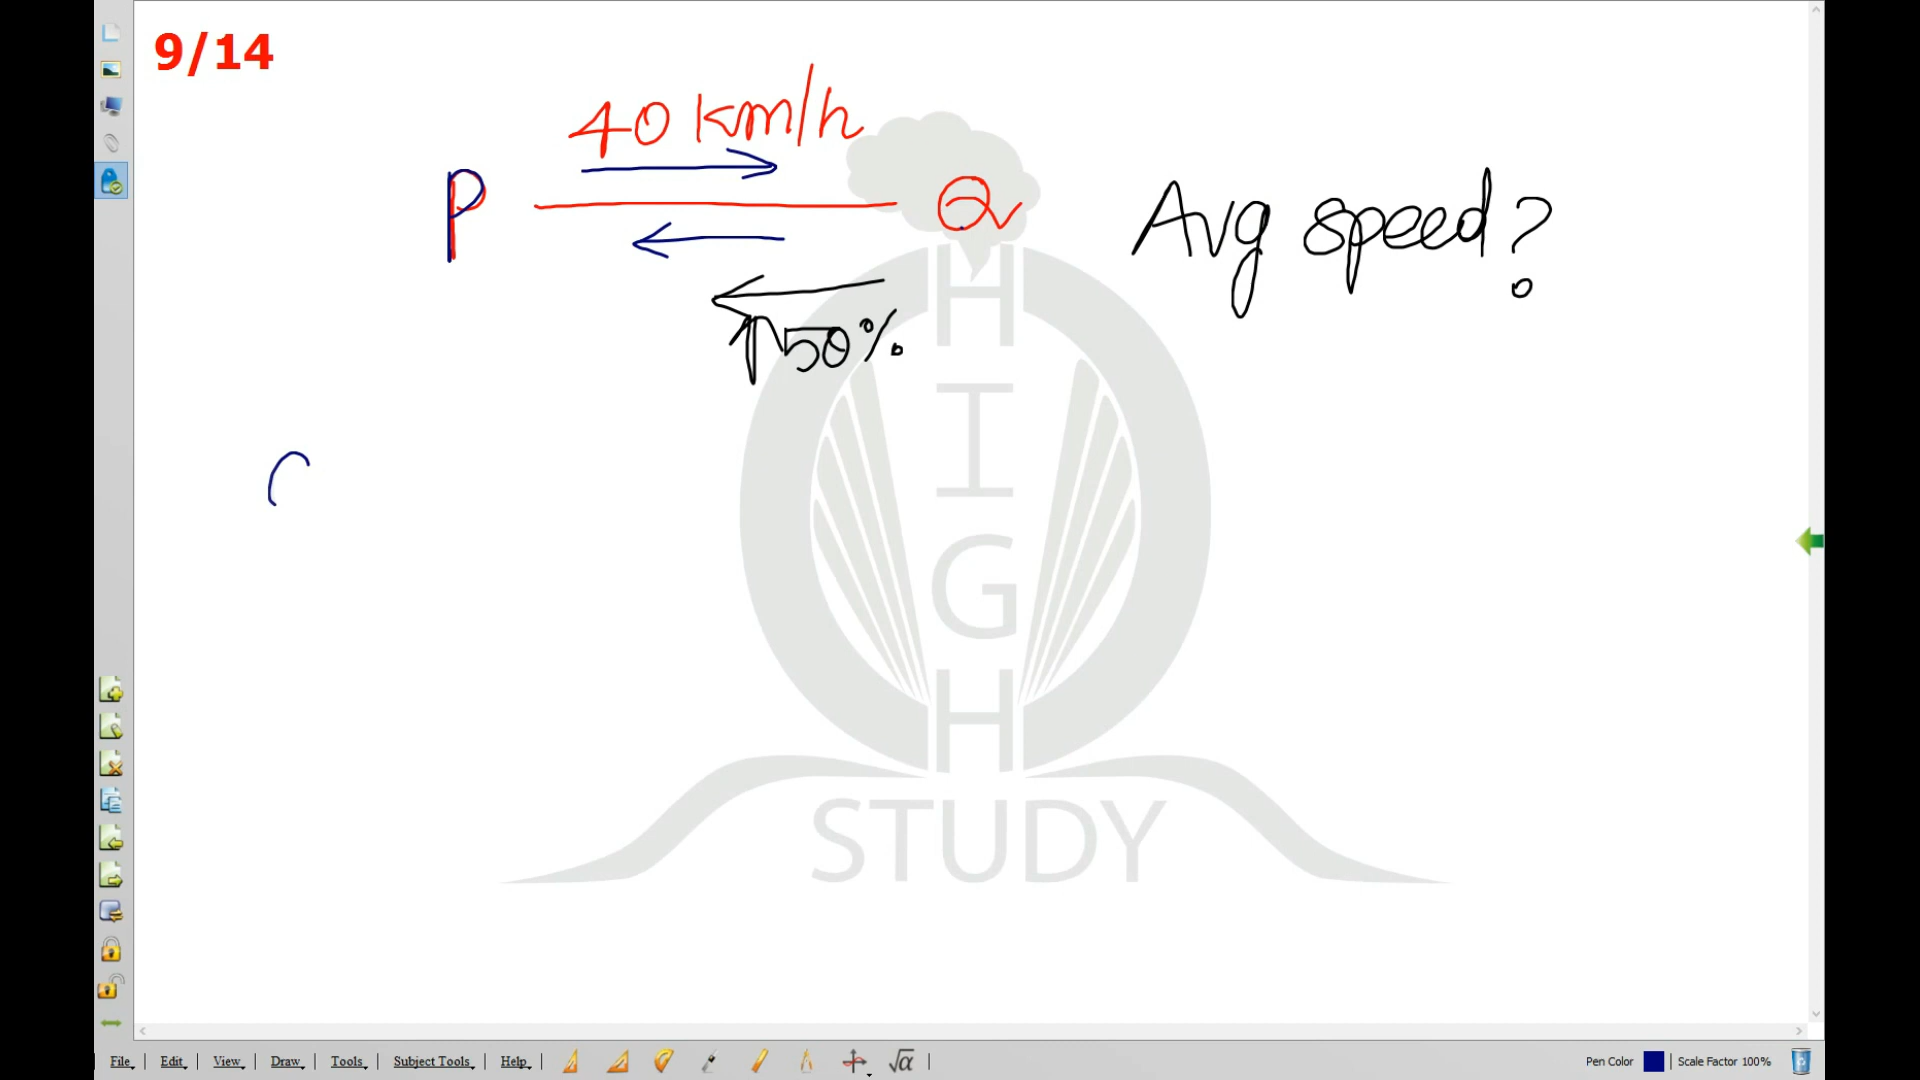 9/14
40 km/h
P Q
Avg speed?
↑50%
HIGH
STUDY
File Edit View Draw Tools Subject Tools Help
Pen Color Scale Factor 100%